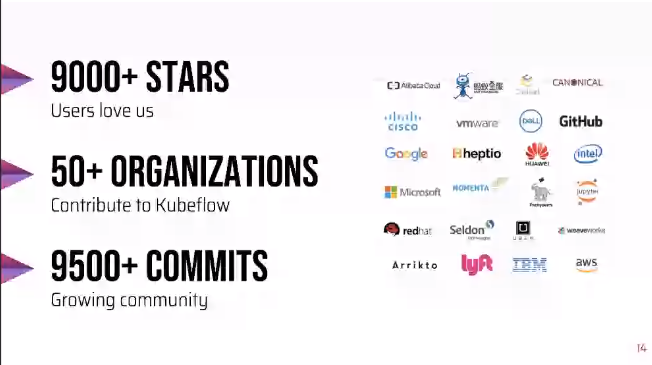 9000+ STARS
Users love us
50+ ORGANIZATIONS
Contribute to Kubeflow
9500+ COMMITS
Growing community
Alibaba Cloud
CANONICAL
CISCO
vmware
DELL
GitHub
Google
heptio
HUAWEI
intel
Microsoft
MOMENTA
Pachyderm
jupyter
redhat
Seldon
UBER
weaveworks
Arrikto
lyft
IBM
aws
14